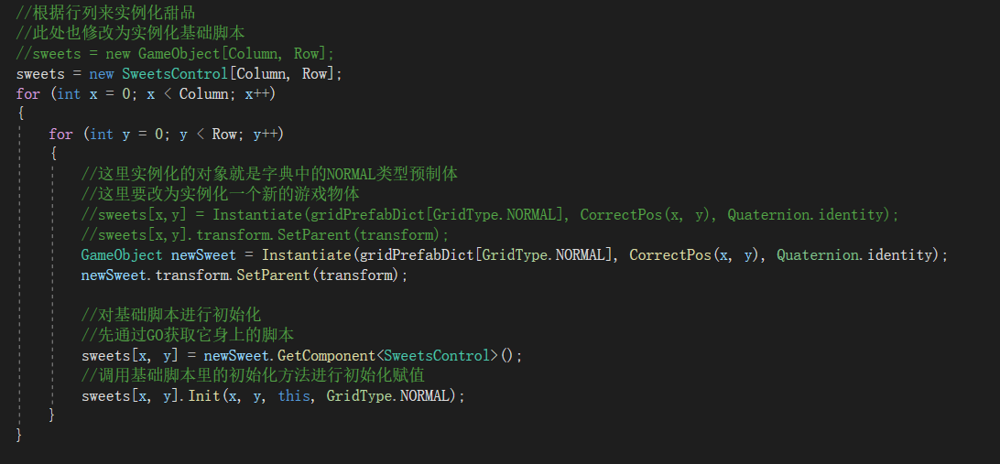 //根据行列来实例化甜品
//此处也修改为实例化基础脚本
//sweets = new GameObject[Column, Row];
sweets = new SweetsControl[Column, Row];
for (int x = 0; x < Column; x++)
{
for (int y = 0; y < Row; y++)
{
//这里实例化的对象就是字典中的NORMAL类型预制体
//这里要改为实例化一个新的游戏物体
//sweets[x,y] = Instantiate(gridPrefabDict[GridType.NORMAL], CorrectPos(x, y), Quaternion.identity);
//sweets[x,y].transform.SetParent(transform);
GameObject newSweet = Instantiate(gridPrefabDict[GridType.NORMAL], CorrectPos(x, y), Quaternion.identity);
newSweet.transform.SetParent(transform);
//对基础脚本进行初始化
//先通过GO获取它身上的脚本
sweets[x, y] = newSweet.GetComponent<SweetsControl>();
//调用基础脚本里的初始化方法进行初始化赋值
sweets[x, y].Init(x, y, this, GridType.NORMAL);
}
}